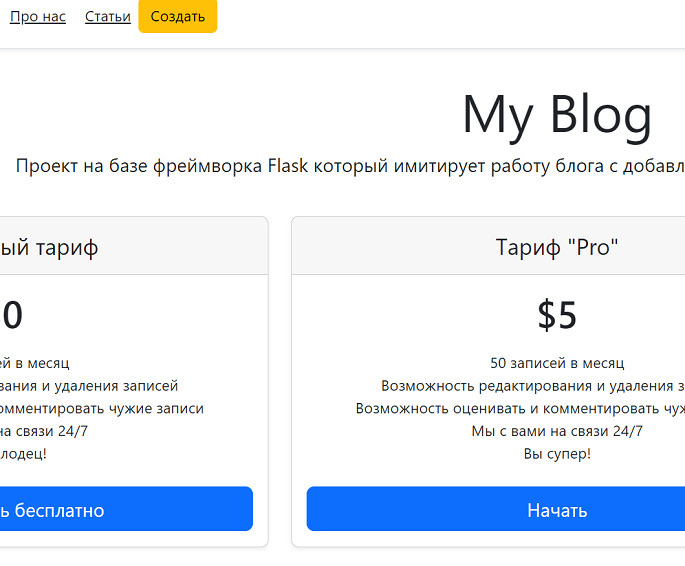 Про нас Статьи Создать
My Blog
Проект на базе фреймворка Flask который имитирует работу блога с добавл
ый тариф
0
ей в месяц
вания и удаления записей
омментировать чужие записи
на связи 24/7
лодец!
ь бесплатно
Тариф "Pro"
$5
50 записей в месяц
Возможность редактирования и удаления з
Возможность оценивать и комментировать чуж
Мы с вами на связи 24/7
Вы супер!
Начать